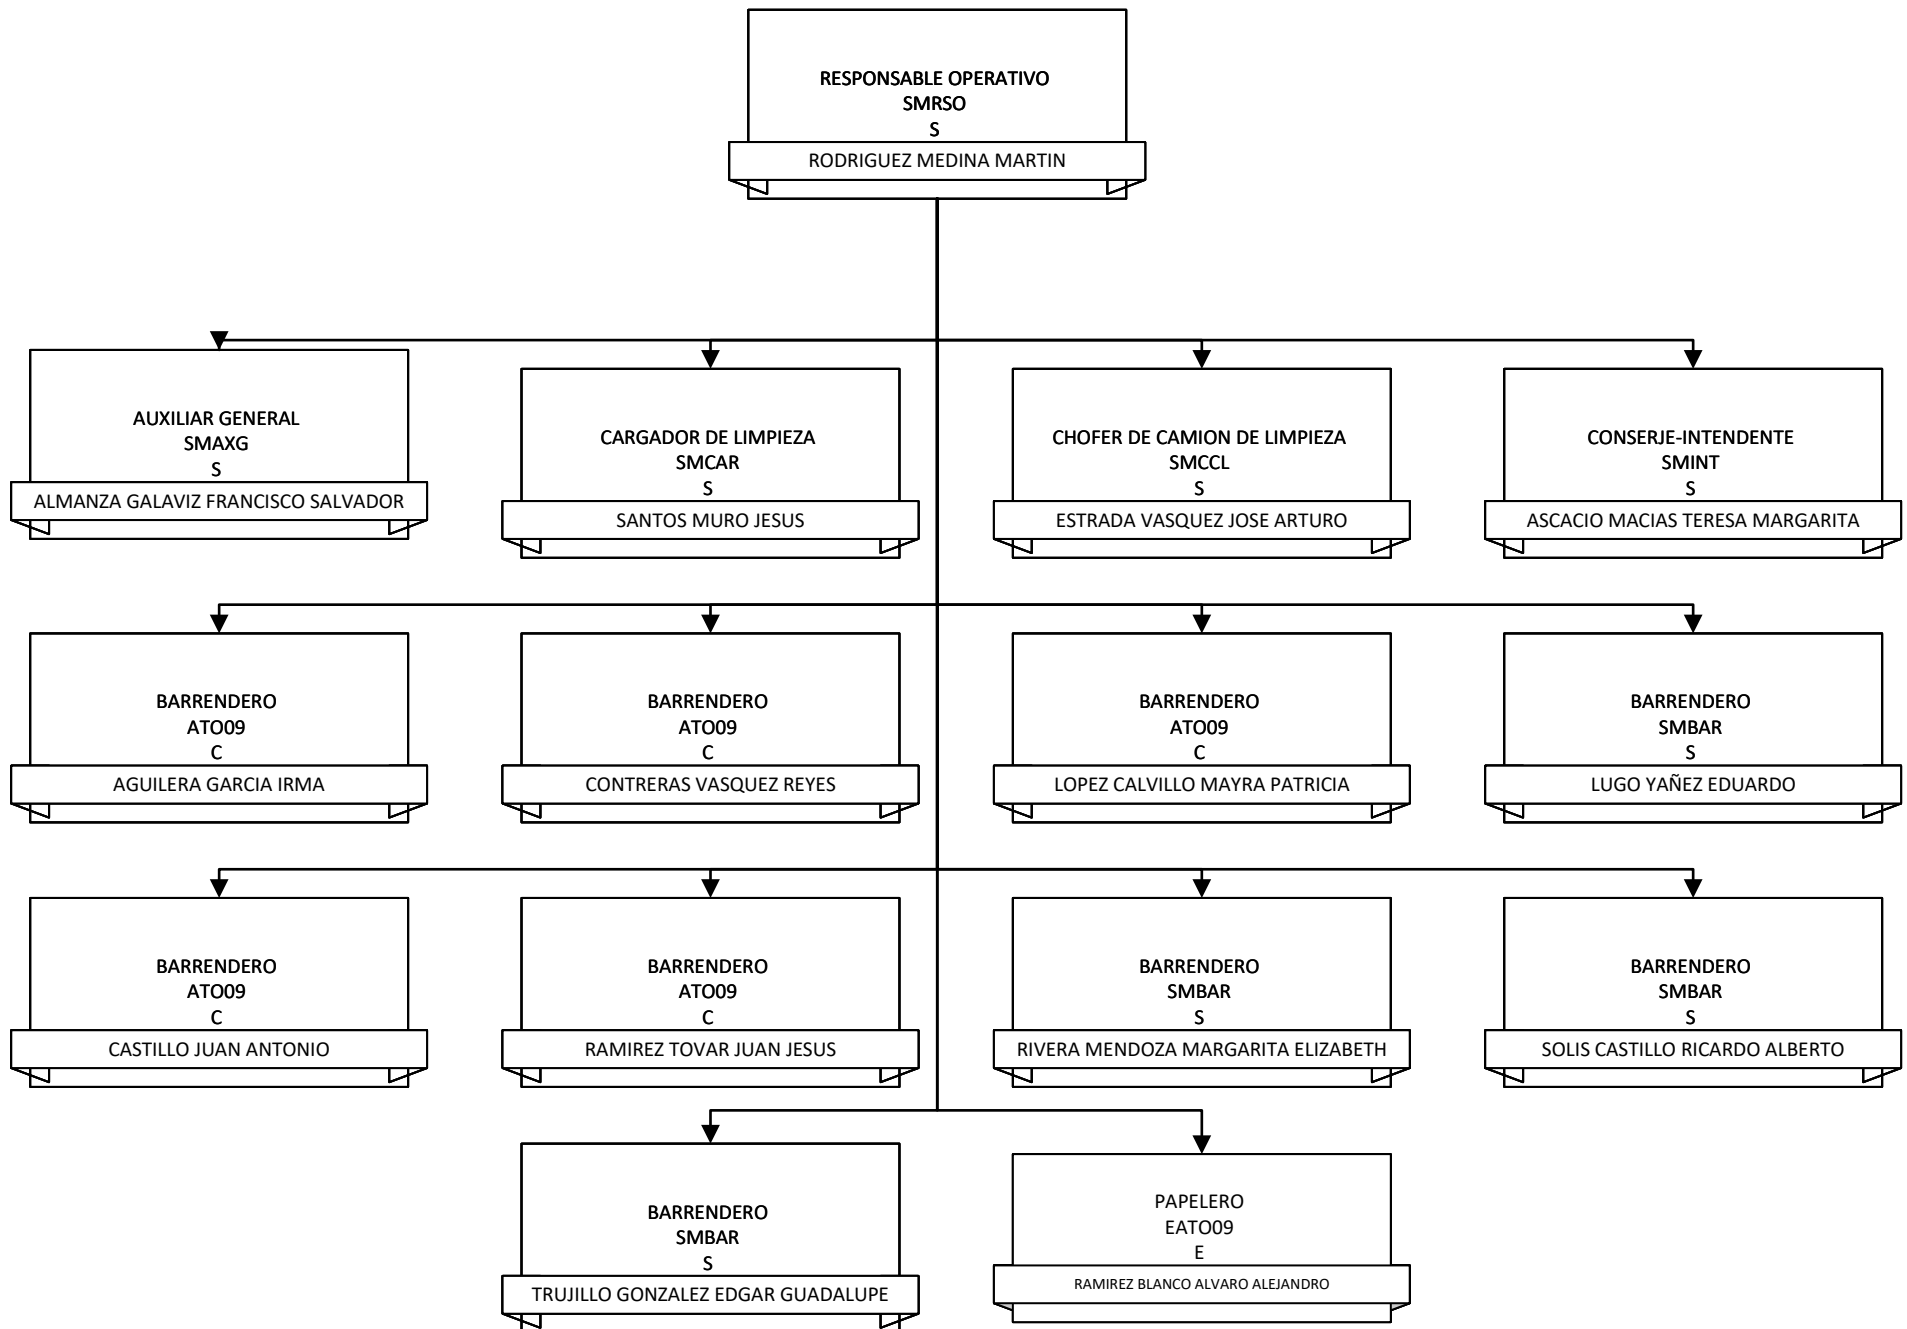 RESPONSABLE OPERATIVO
SMRSO
S
RODRIGUEZ MEDINA MARTIN
AUXILIAR GENERAL
SMAXG
S
ALMANZA GALAVIZ FRANCISCO SALVADOR
CARGADOR DE LIMPIEZA
SMCAR
S
SANTOS MURO JESUS
CHOFER DE CAMION DE LIMPIEZA
SMCCL
S
ESTRADA VASQUEZ JOSE ARTURO
CONSERJE-INTENDENTE
SMINT
S
ASCACIO MACIAS TERESA MARGARITA
BARRENDERO
ATO09
C
AGUILERA GARCIA IRMA
BARRENDERO
ATO09
C
CONTRERAS VASQUEZ REYES
BARRENDERO
ATO09
C
LOPEZ CALVILLO MAYRA PATRICIA
BARRENDERO
SMBAR
S
LUGO YAÑEZ EDUARDO
BARRENDERO
ATO09
C
CASTILLO JUAN ANTONIO
BARRENDERO
ATO09
C
RAMIREZ TOVAR JUAN JESUS
BARRENDERO
SMBAR
S
RIVERA MENDOZA MARGARITA ELIZABETH
BARRENDERO
SMBAR
S
SOLIS CASTILLO RICARDO ALBERTO
BARRENDERO
SMBAR
S
TRUJILLO GONZALEZ EDGAR GUADALUPE
PAPELERO
EATO09
E
RAMIREZ BLANCO ALVARO ALEJANDRO